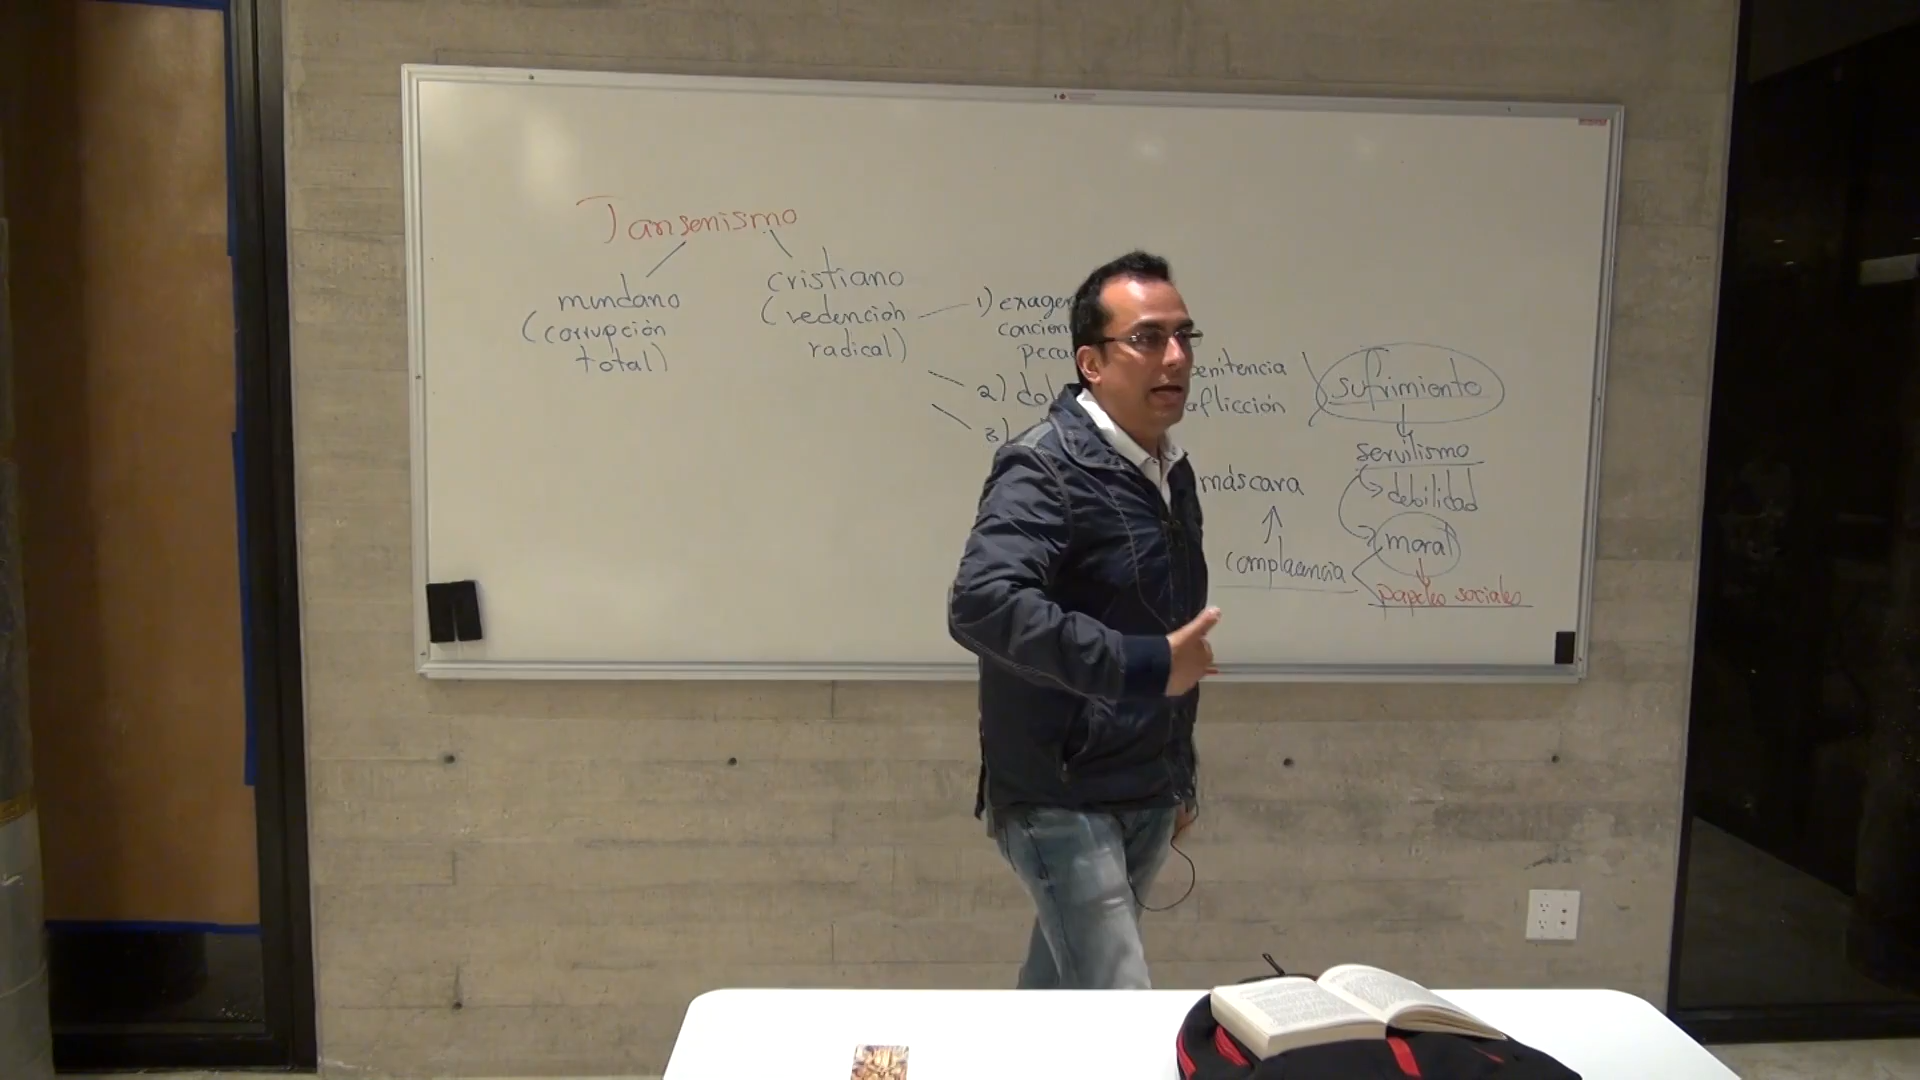 Jansenismo
mundano
(corrupción
total)
cristiano
(redención
radical)
1) exager
concien
peca
2) dol
3)
penitencia
aflicción
sufrimiento
servilismo
debilidad
moral
papeles sociales
complacencia
máscara